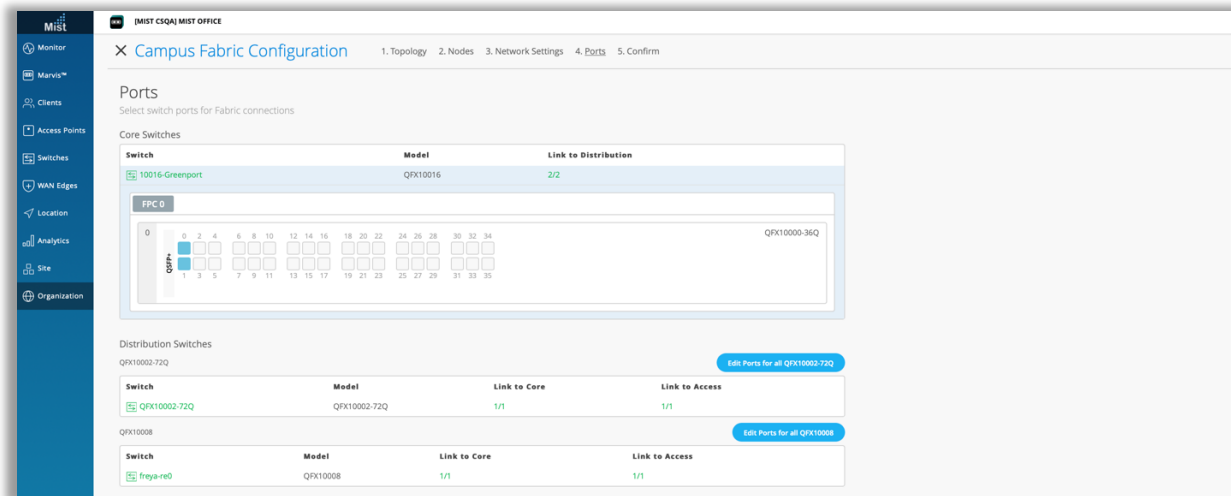 Mist
[MIST CSQA] MIST OFFICE
Campus Fabric Configuration 1. Topology 2. Nodes 3. Network Settings 4. Ports 5. Confirm
Monitor
Marvis™
Clients
Access Points
Switches
WAN Edges
Location
Analytics
Site
Organization
Ports
Select switch ports for Fabric connections
Core Switches
Switch Model Link to Distribution
10016-Greenport QFX10016 2/2
FPC 0
0 QFX10000-36Q
QSFP+
0 2 4 6 8 10 12 14 16 18 20 22 24 26 28 30 32 34
1 3 5 7 9 11 13 15 17 19 21 23 25 27 29 31 33 35
Distribution Switches
QFX10002-72Q Edit Ports for all QFX10002-72Q
Switch Model Link to Core Link to Access
QFX10002-72Q QFX10002-72Q 1/1 1/1
QFX10008 Edit Ports for all QFX10008
Switch Model Link to Core Link to Access
freya-re0 QFX10008 1/1 1/1